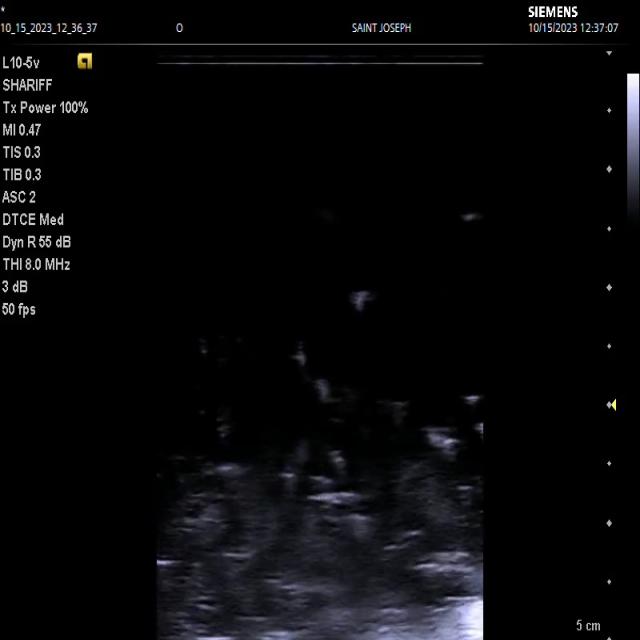 *
SIEMENS
10_15_2023_12_36_37 O SAINT JOSEPH 10/15/2023 12:37:07
L10-5v
SHARIFF
Tx Power 100%
MI 0.47
TIS 0.3
TIB 0.3
ASC 2
DTCE Med
Dyn R 55 dB
THI 8.0 MHz
3 dB
50 fps
5 cm